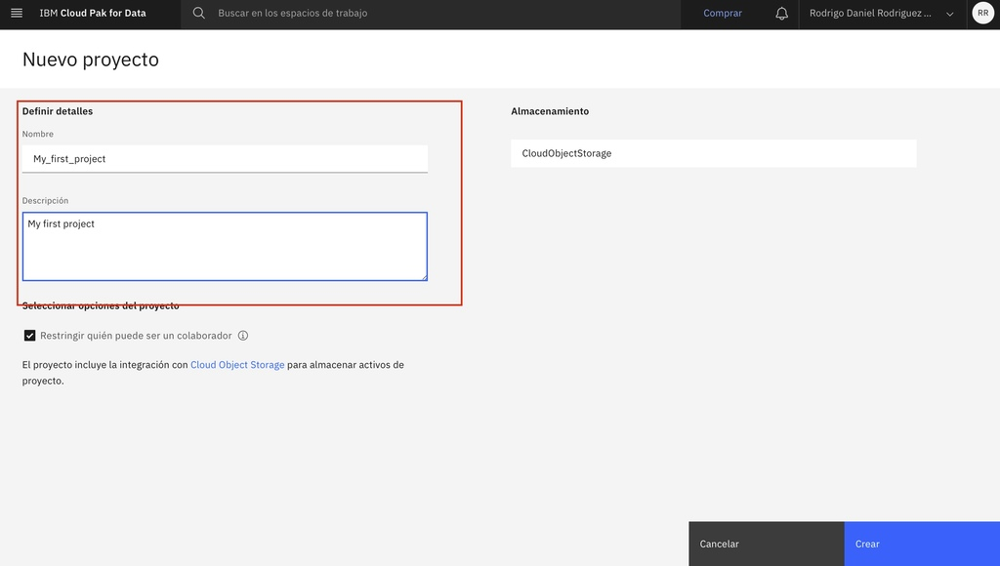 IBM Cloud Pak for Data
Buscar en los espacios de trabajo
Comprar
Rodrigo Daniel Rodriguez ...
RR
Nuevo proyecto
Definir detalles
Nombre
My_first_project
Descripción
My first project
Seleccionar opciones del proyecto
Restringir quién puede ser un colaborador
El proyecto incluye la integración con Cloud Object Storage para almacenar activos de
proyecto.
Almacenamiento
CloudObjectStorage
Cancelar
Crear